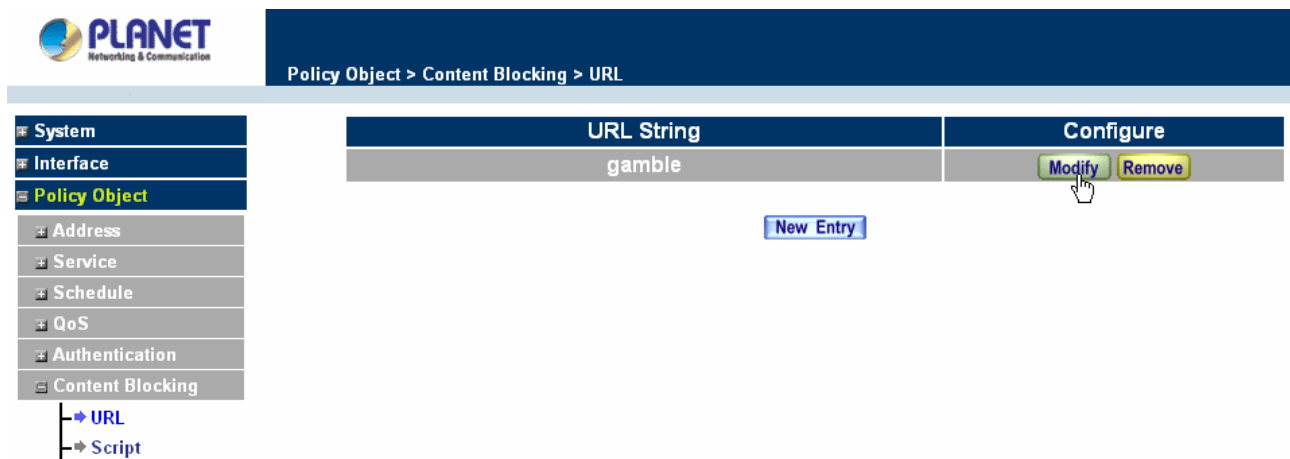 PLANET
Networking & Communication
Policy Object > Content Blocking > URL
System
Interface
Policy Object
Address
Service
Schedule
QoS
Authentication
Content Blocking
URL
Script
URL String Configure
gamble Modify Remove
New Entry